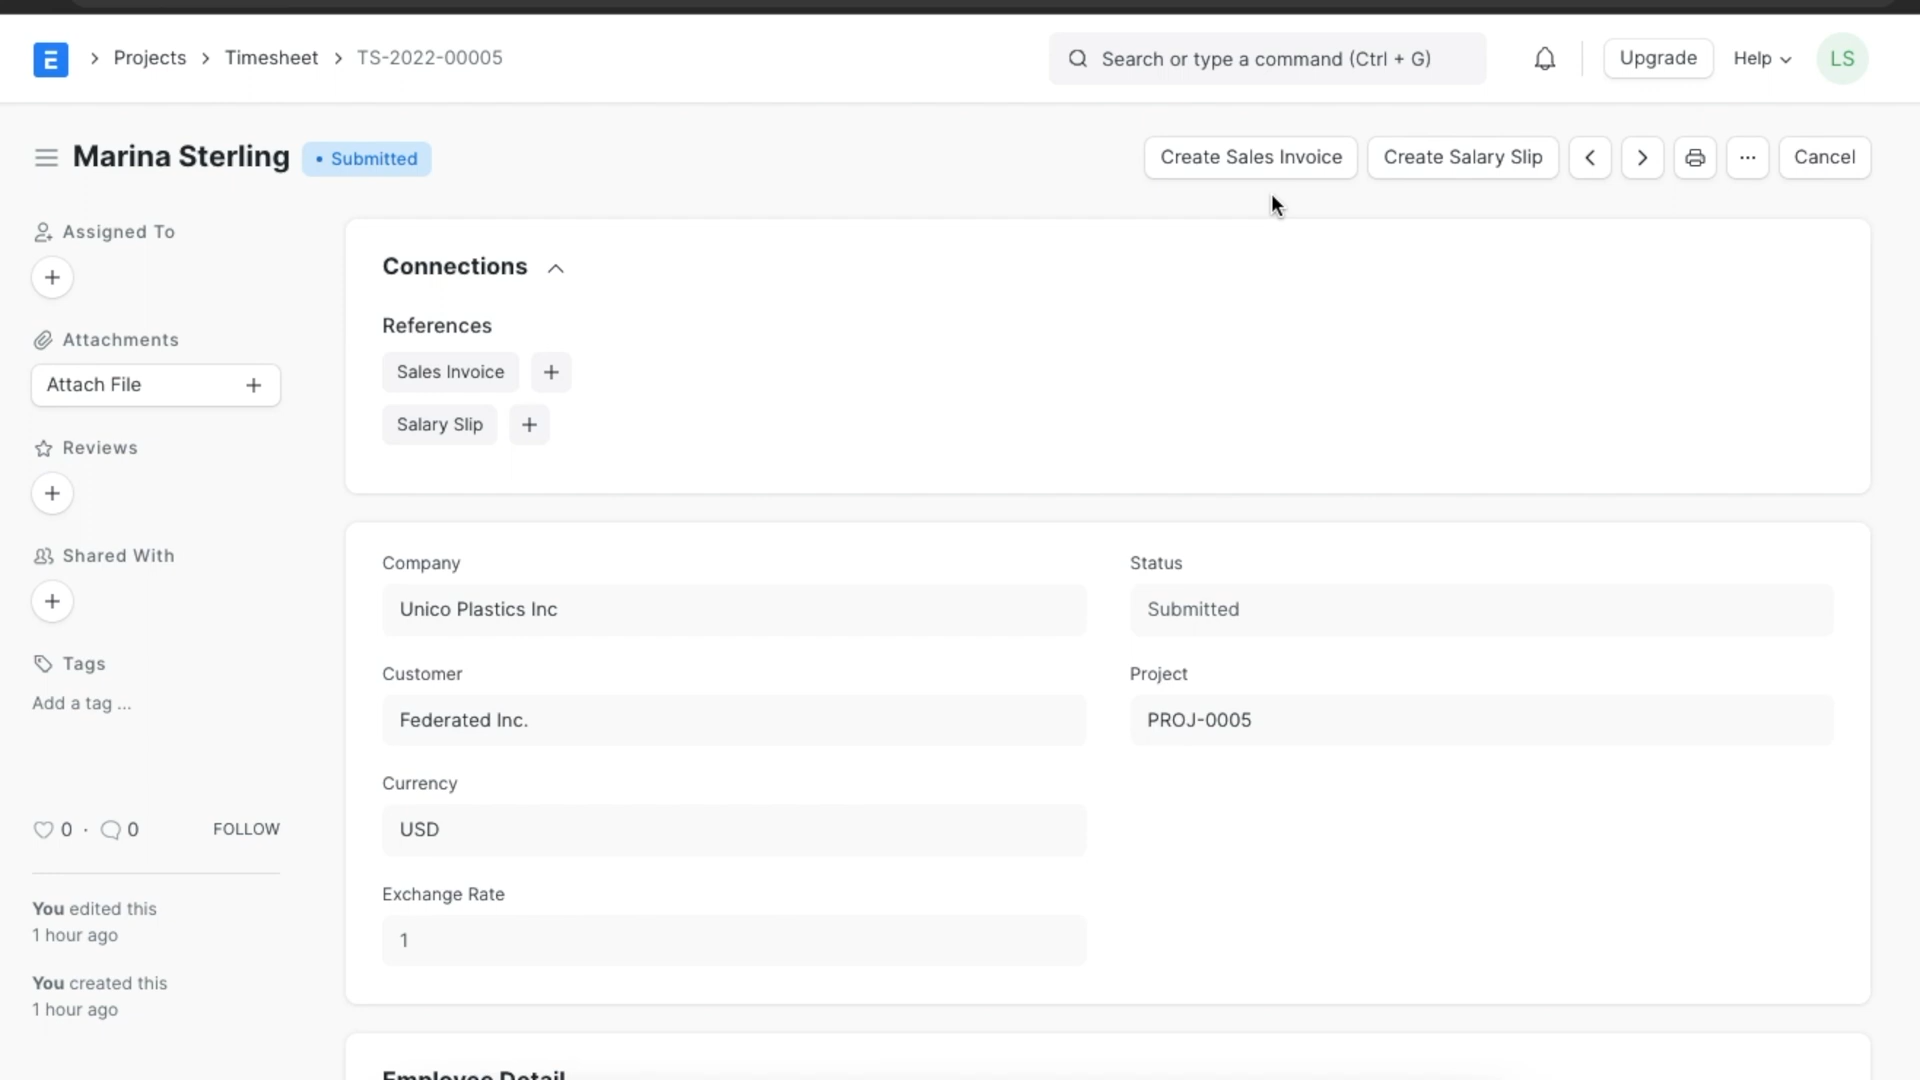 E
Projects
Timesheet
TS-2022-00005
Search or type a command (Ctrl + G)
Upgrade
Help
LS
Marina Sterling
• Submitted
Create Sales Invoice
Create Salary Slip
...
Cancel
Assigned To
Attachments
Attach File
Reviews
Shared With
Tags
Add a tag ...
0 · 0
FOLLOW
You edited this
1 hour ago
You created this
1 hour ago
Connections
References
Sales Invoice
Salary Slip
Company
Unico Plastics Inc
Status
Submitted
Customer
Federated Inc.
Project
PROJ-0005
Currency
USD
Exchange Rate
1
Employee Detail